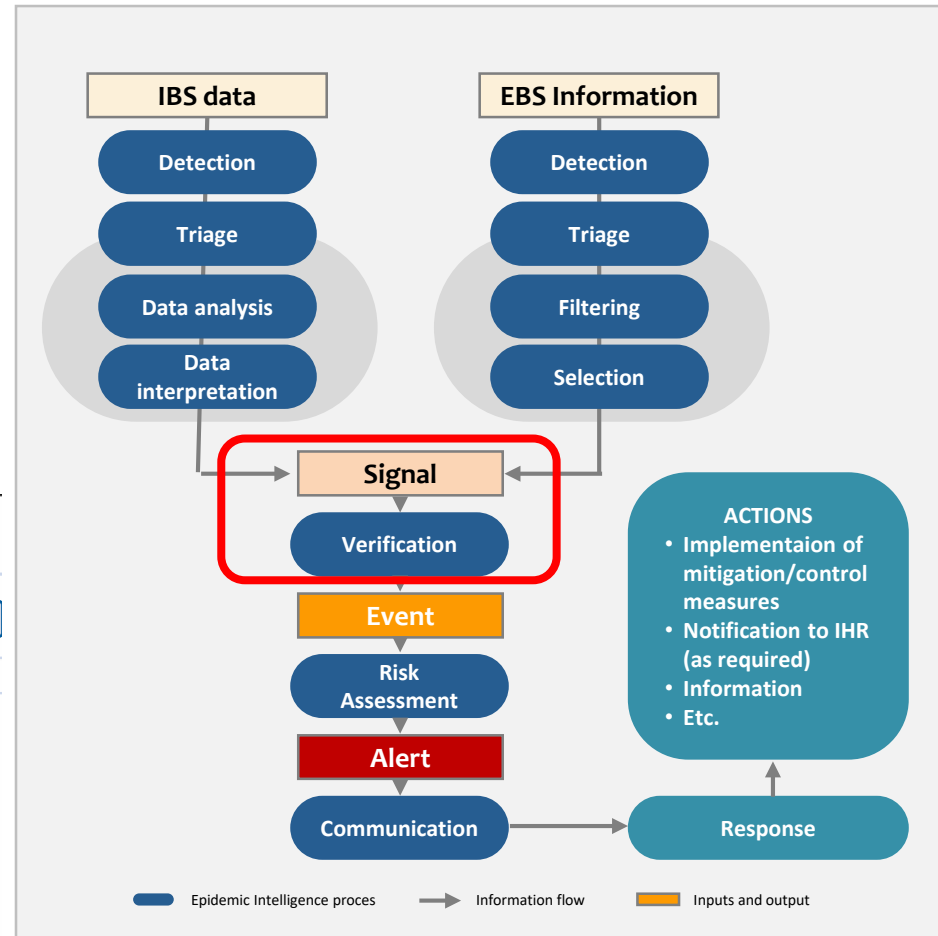 IBS data
EBS Information
Detection
Detection
Triage
Triage
Data analysis
Filtering
Data
interpretation
Selection
Signal
Verification
Event
Risk
Assessment
Alert
Communication
ACTIONS
• Implementaion of
mitigation/control
measures
• Notification to IHR
(as required)
• Information
• Etc.
Response
Epidemic Intelligence proces
Information flow
Inputs and output